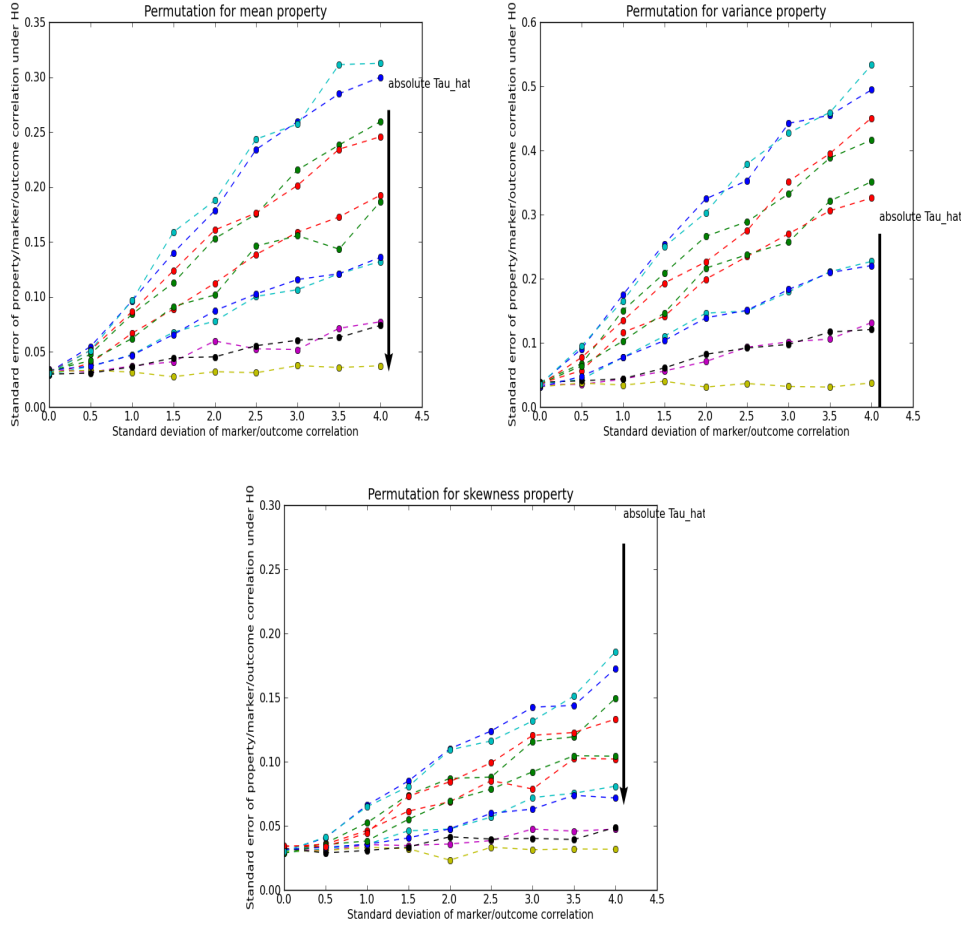 Permutation for mean property
Standard error of property/marker/outcome correlation under H0
0.35
0.30
0.25
0.20
0.15
0.10
0.05
0.00
absolute Tau_hat
0.0 0.5 1.0 1.5 2.0 2.5 3.0 3.5 4.0 4.5
Standard deviation of marker/outcome correlation
Permutation for variance property
Standard error of property/marker/outcome correlation under H0
0.6
0.5
0.4
0.3
0.2
0.1
0.0
absolute Tau_hat
0.0 0.5 1.0 1.5 2.0 2.5 3.0 3.5 4.0 4.5
Standard deviation of marker/outcome correlation
Permutation for skewness property
Standard error of property/marker/outcome correlation under H0
0.30
0.25
0.20
0.15
0.10
0.05
0.00
absolute Tau_hat
0.0 0.5 1.0 1.5 2.0 2.5 3.0 3.5 4.0 4.5
Standard deviation of marker/outcome correlation